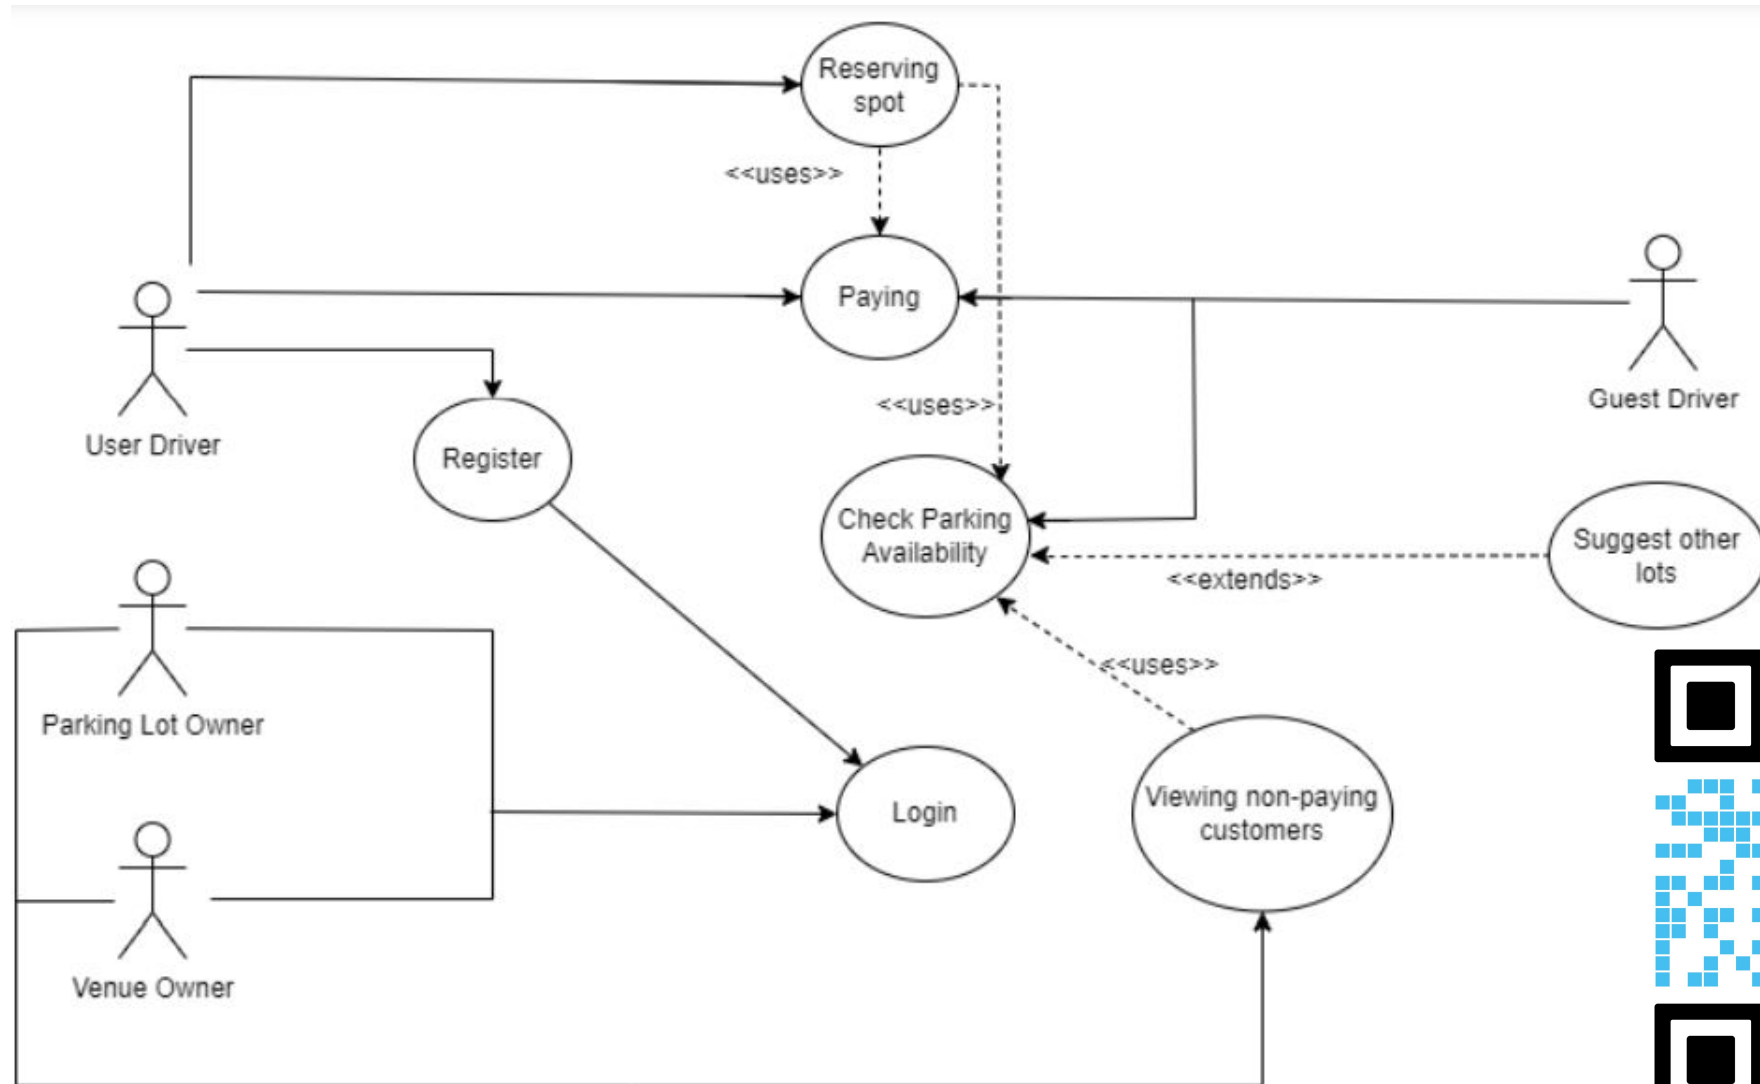 Reserving
spot
<<uses>>
Paying
Guest Driver
<<uses>>
User Driver
Register
Check Parking
Availability
Suggest other
lots
<<extends>>
<<uses>>
Parking Lot Owner
Login
Viewing non-paying
customers
Venue Owner